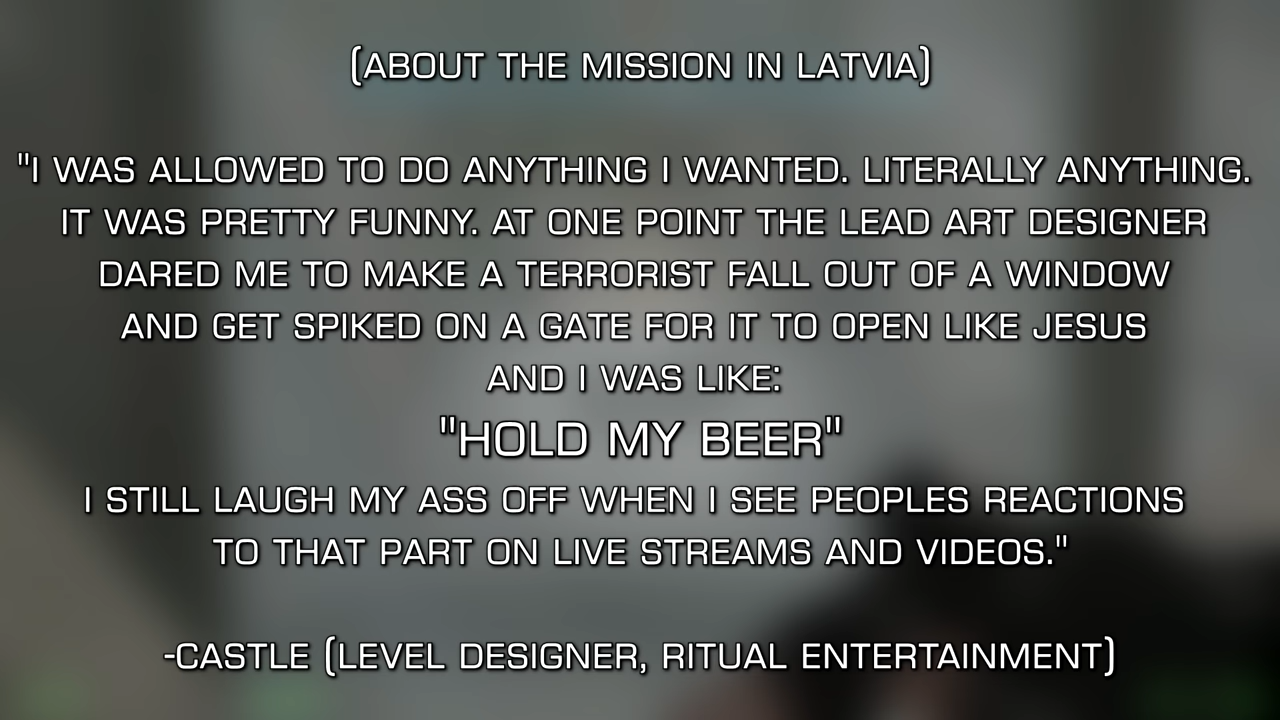 (ABOUT THE MISSION IN LATVIA)
"I WAS ALLOWED TO DO ANYTHING I WANTED. LITERALLY ANYTHING.
IT WAS PRETTY FUNNY. AT ONE POINT THE LEAD ART DESIGNER
DARED ME TO MAKE A TERRORIST FALL OUT OF A WINDOW
AND GET SPIKED ON A GATE FOR IT TO OPEN LIKE JESUS
AND I WAS LIKE:
"HOLD MY BEER"
I STILL LAUGH MY ASS OFF WHEN I SEE PEOPLES REACTIONS
TO THAT PART ON LIVE STREAMS AND VIDEOS."
-CASTLE (LEVEL DESIGNER, RITUAL ENTERTAINMENT)